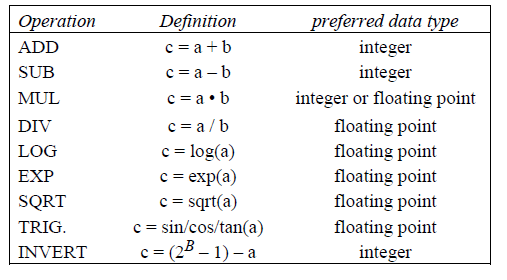 Operation Definition preferred data type
ADD c = a + b integer
SUB c = a – b integer
MUL c = a • b integer or floating point
DIV c = a / b floating point
LOG c = log(a) floating point
EXP c = exp(a) floating point
SQRT c = sqrt(a) floating point
TRIG. c = sin/cos/tan(a) floating point
INVERT c = (2^B – 1) – a integer